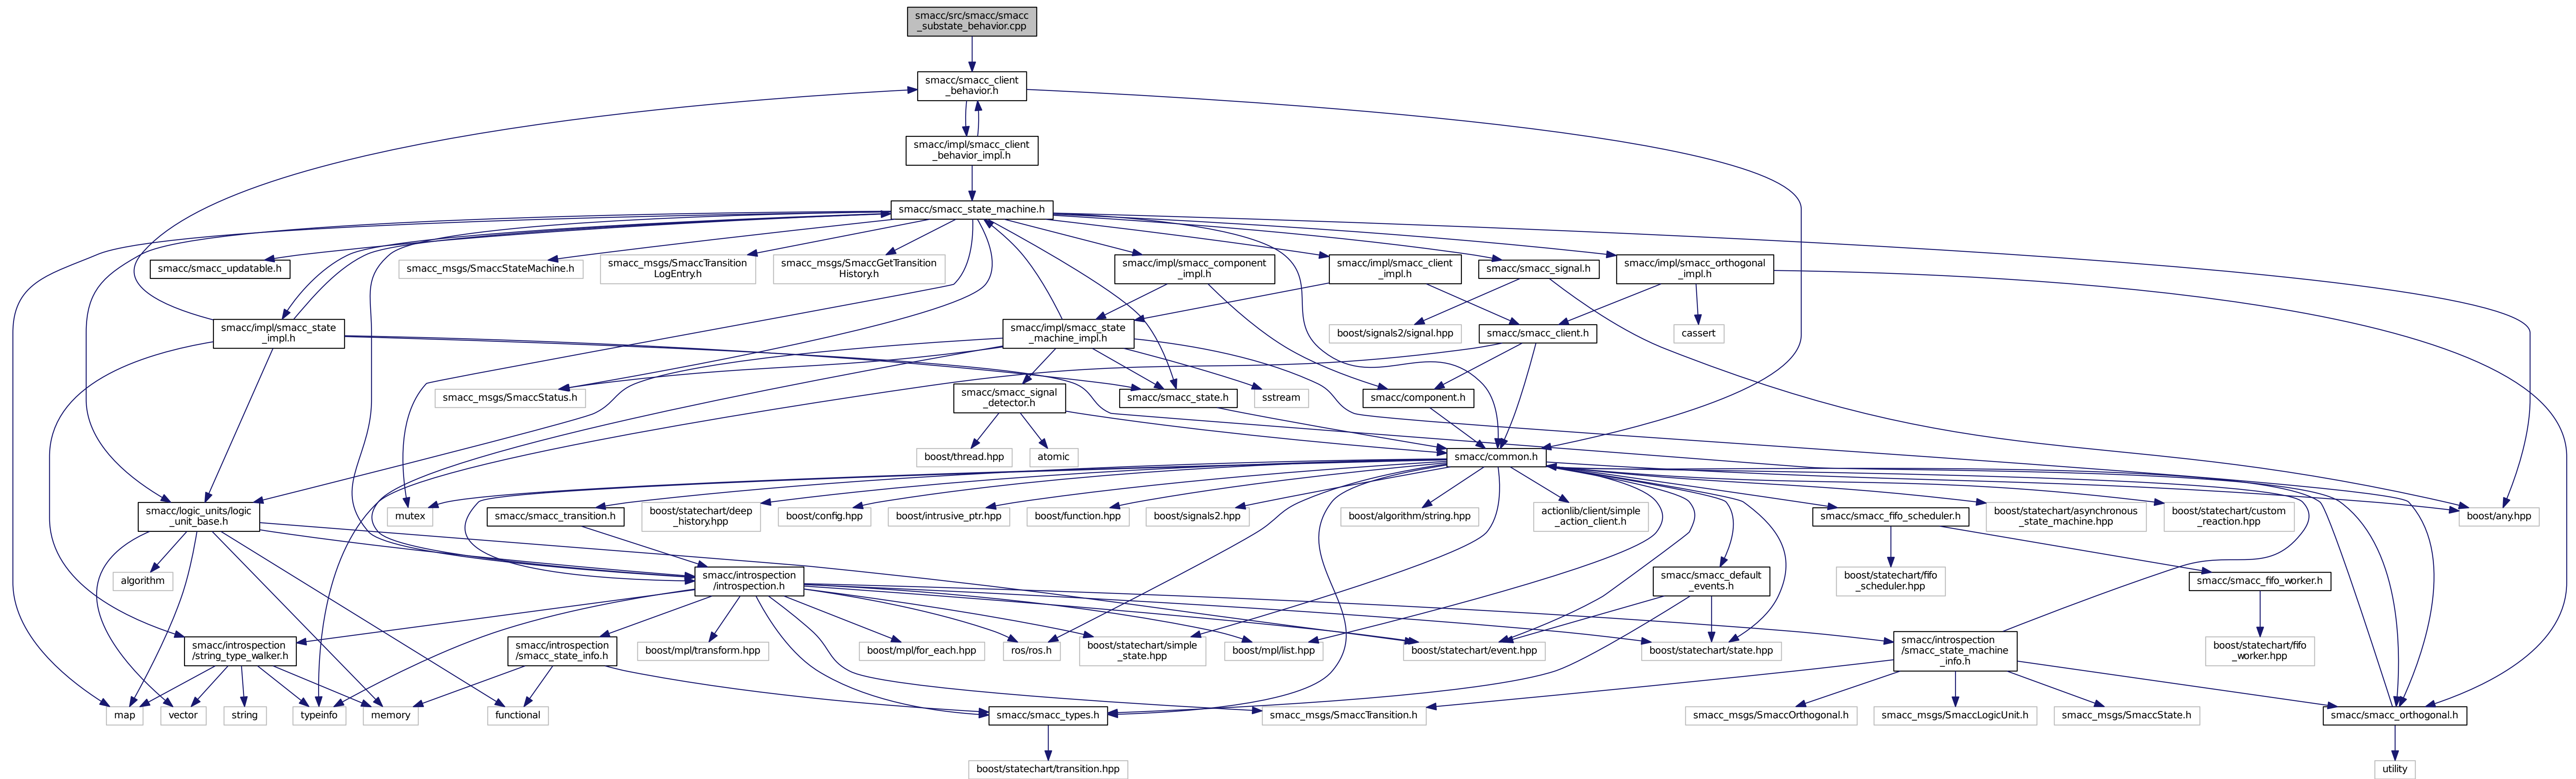 smacc/src/smacc/smacc
_substate_behavior.cpp
smacc/smacc_client
_behavior.h
smacc/impl/smacc_client
_behavior_impl.h
smacc/smacc_state_machine.h
smacc/smacc_updatable.h
smacc_msgs/SmaccStateMachine.h
smacc_msgs/SmaccTransition
LogEntry.h
smacc_msgs/SmaccGetTransition
History.h
smacc/impl/smacc_component
_impl.h
smacc/impl/smacc_client
_impl.h
smacc/smacc_signal.h
smacc/impl/smacc_orthogonal
_impl.h
smacc/impl/smacc_state
_impl.h
smacc/impl/smacc_state
_machine_impl.h
boost/signals2/signal.hpp
smacc/smacc_client.h
cassert
smacc_msgs/SmaccStatus.h
smacc/smacc_signal
_detector.h
smacc/smacc_state.h
sstream
smacc/component.h
boost/thread.hpp
atomic
smacc/common.h
smacc/logic_units/logic
_unit_base.h
mutex
smacc/smacc_transition.h
boost/statechart/deep
_history.hpp
boost/config.hpp
boost/intrusive_ptr.hpp
boost/function.hpp
boost/signals2.hpp
boost/algorithm/string.hpp
actionlib/client/simple
_action_client.h
smacc/smacc_fifo_scheduler.h
boost/statechart/asynchronous
_state_machine.hpp
boost/statechart/custom
_reaction.hpp
boost/any.hpp
algorithm
smacc/introspection
/introspection.h
smacc/smacc_default
_events.h
boost/statechart/fifo
_scheduler.hpp
smacc/smacc_fifo_worker.h
smacc/introspection
/string_type_walker.h
smacc/introspection
/smacc_state_info.h
boost/mpl/transform.hpp
boost/mpl/for_each.hpp
ros/ros.h
boost/statechart/simple
_state.hpp
boost/mpl/list.hpp
boost/statechart/event.hpp
boost/statechart/state.hpp
smacc/introspection
/smacc_state_machine
_info.h
boost/statechart/fifo
_worker.hpp
map
vector
string
typeinfo
memory
functional
smacc/smacc_types.h
smacc_msgs/SmaccTransition.h
smacc_msgs/SmaccOrthogonal.h
smacc_msgs/SmaccLogicUnit.h
smacc_msgs/SmaccState.h
smacc/smacc_orthogonal.h
boost/statechart/transition.hpp
utility